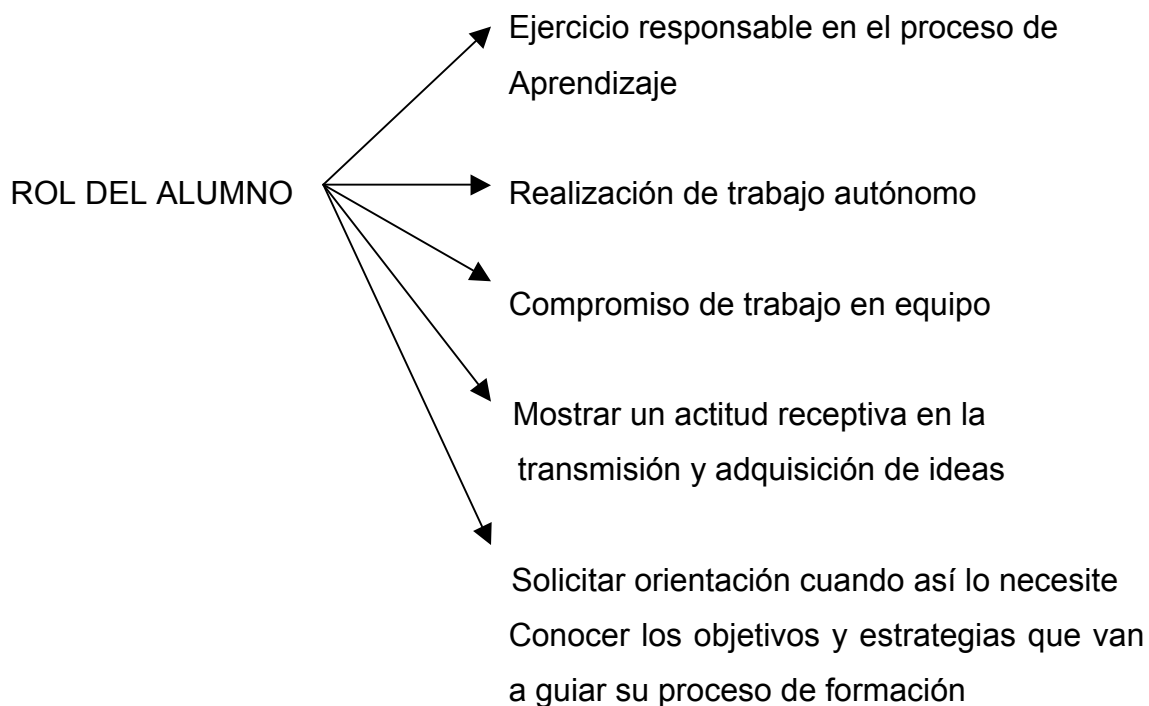 Ejercicio responsable en el proceso de
Aprendizaje
ROL DEL ALUMNO
Realización de trabajo autónomo
Compromiso de trabajo en equipo
Mostrar un actitud receptiva en la
transmisión y adquisición de ideas
Solicitar orientación cuando así lo necesite
Conocer los objetivos y estrategias que van
a guiar su proceso de formación